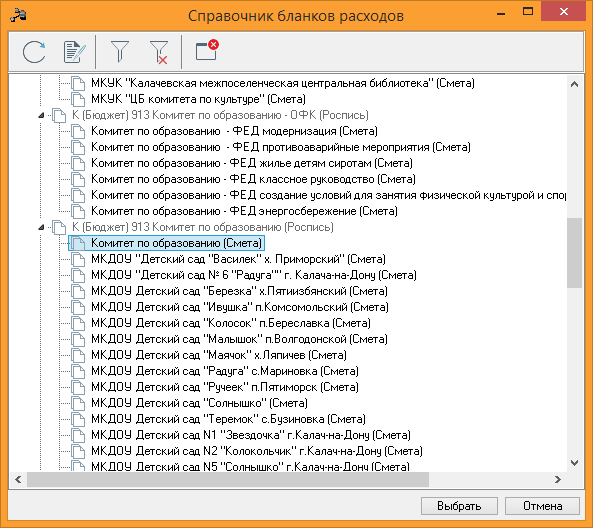 Справочник бланков расходов
МКУК "Калачевская межпоселенческая центральная библиотека" (Смета)
МКУК "ЦБ комитета по культуре" (Смета)
К (Бюджет) 913 Комитет по образованию - ОФК (Роспись)
Комитет по образованию - ФЕД модернизация (Смета)
Комитет по образованию - ФЕД противоаварийные мероприятия (Смета)
Комитет по образованию - ФЕД жилье детям сиротам (Смета)
Комитет по образованию - ФЕД классное руководство (Смета)
Комитет по образованию - ФЕД создание условий для занятия физической культурой и спор
Комитет по образованию - ФЕД энергосбережение (Смета)
К (Бюджет) 913 Комитет по образованию (Роспись)
Комитет по образованию (Смета)
МКДОУ "Детский сад "Василек" х. Приморский" (Смета)
МКДОУ "Детский сад № 6 "Радуга"" г. Калача-на-Дону (Смета)
МКДОУ Детский сад "Березка" х.Пятиизбянский (Смета)
МКДОУ Детский сад "Ивушка" п.Комсомольский (Смета)
МКДОУ Детский сад "Колосок" п.Береславка (Смета)
МКДОУ Детский сад "Малышок" п.Волгодонской (Смета)
МКДОУ Детский сад "Маячок" х.Ляпичев (Смета)
МКДОУ Детский сад "Радуга" с.Мариновка (Смета)
МКДОУ Детский сад "Ручеек" п.Пятиморск (Смета)
МКДОУ Детский сад "Солнышко" (Смета)
МКДОУ Детский сад "Теремок" с.Бузиновка (Смета)
МКДОУ Детский сад N1 "Звездочка" г.Калач-на-Дону (Смета)
МКДОУ Детский сад N2 "Колокольчик" г.Калач-на-Дону (Смета)
МКДОУ Детский сад N5 "Солнышко" г.Калач-на-Дону (Смета)
Выбрать
Отмена